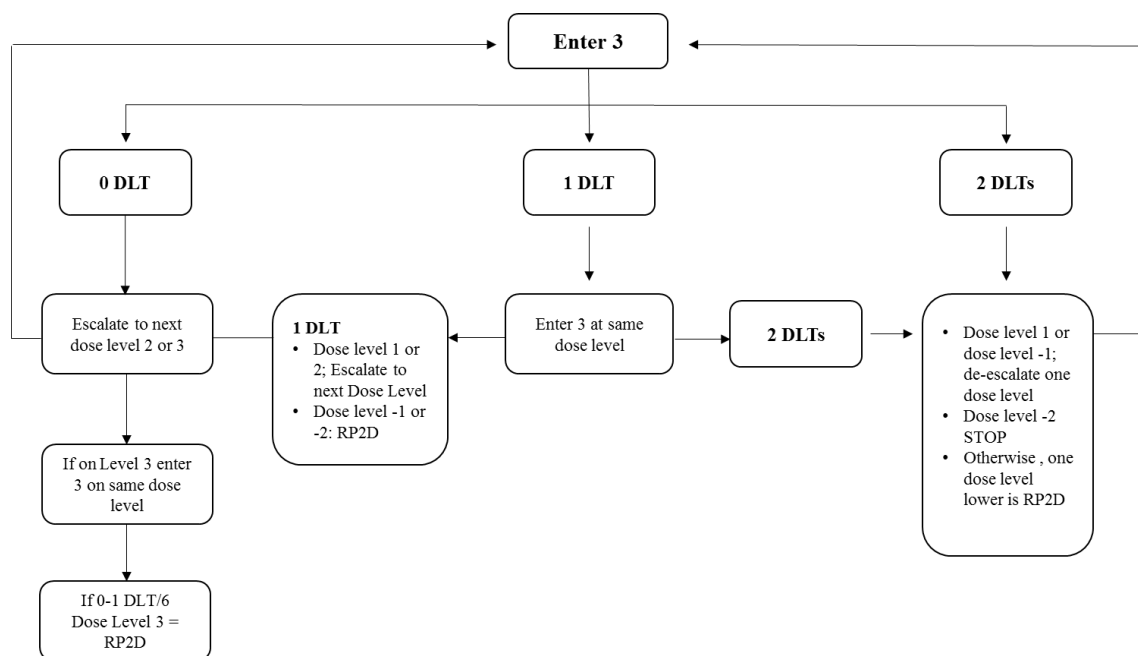 Enter 3
0 DLT
1 DLT
2 DLTs
Escalate to next
dose level 2 or 3
1 DLT
• Dose level 1 or
2; Escalate to
next Dose Level
• Dose level -1 or
-2: RP2D
Enter 3 at same
dose level
2 DLTs
• Dose level 1 or
dose level -1;
de-escalate one
dose level
• Dose level -2
STOP
• Otherwise , one
dose level
lower is RP2D
If on Level 3 enter
3 on same dose
level
If 0-1 DLT/6
Dose Level 3 =
RP2D